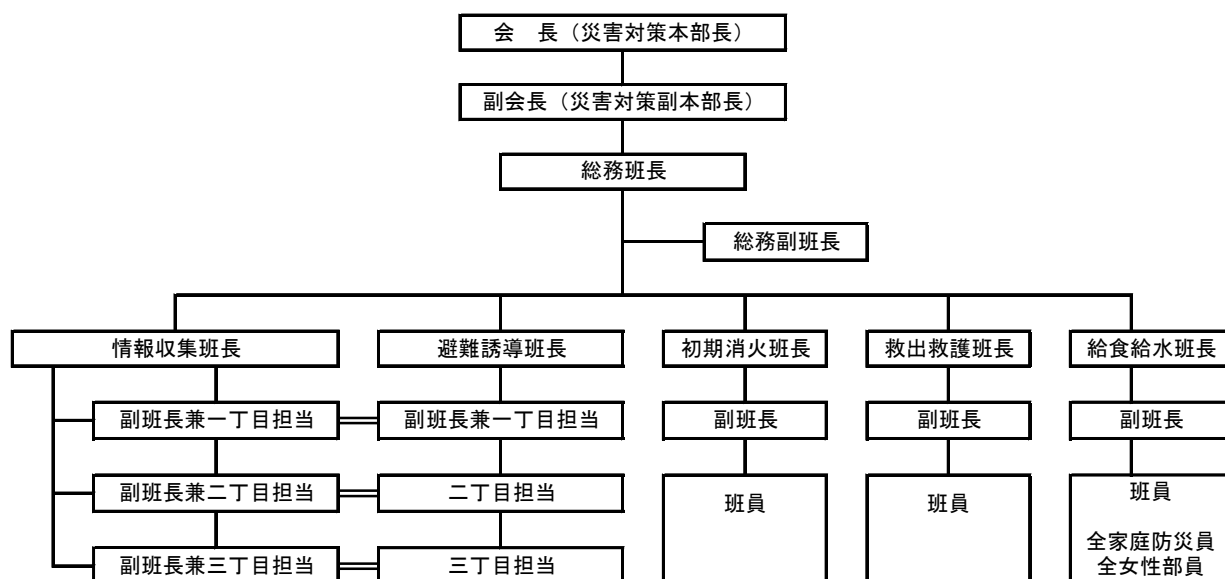 会　長（災害対策本部長）
副会長（災害対策副本部長）
総務班長
総務副班長
情報収集班長
避難誘導班長
初期消火班長
救出救護班長
給食給水班長
副班長兼一丁目担当
副班長兼一丁目担当
副班長
副班長
副班長
副班長兼二丁目担当
二丁目担当
班員
班員
班員
全家庭防災員
全女性部員
副班長兼三丁目担当
三丁目担当